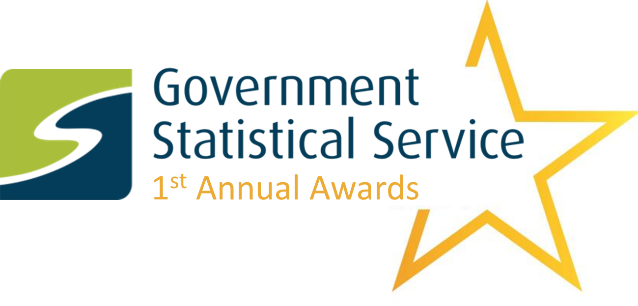 Government
Statistical Service
1st Annual Awards